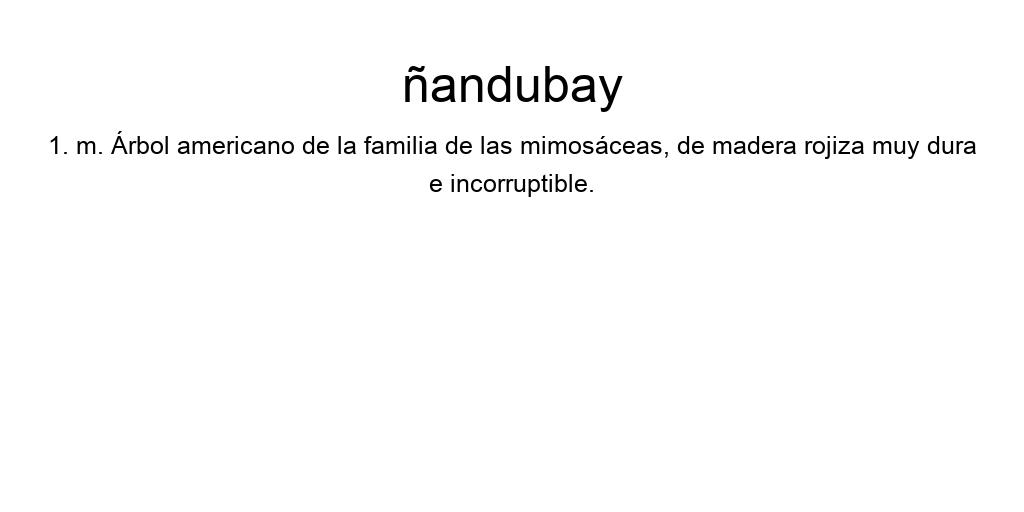 ñandubay
1. m. Árbol americano de la familia de las mimosáceas, de madera rojiza muy dura
e incorruptible.